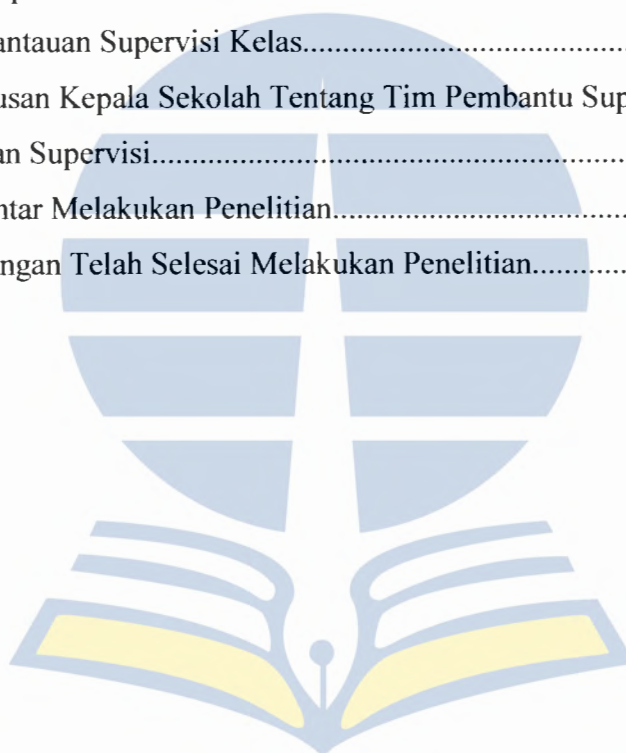 antauan Supervisi Kelas
usan Kepala Sekolah Tentang Tim Pembantu Sup
an Supervisi
ntar Melakukan Penelitian
ngan Telah Selesai Melakukan Penelitian